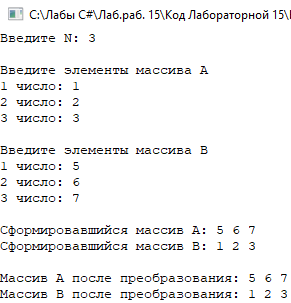 C:\Лабы C#\Лаб.раб. 15\Код Лабораторной 15\
Введите N: 3
Введите элементы массива A
1 число: 1
2 число: 2
3 число: 3
Введите элементы массива B
1 число: 5
2 число: 6
3 число: 7
Сформировавшийся массив A: 5 6 7
Сформировавшийся массив B: 1 2 3
Массив A после преобразования: 5 6 7
Массив B после преобразования: 1 2 3